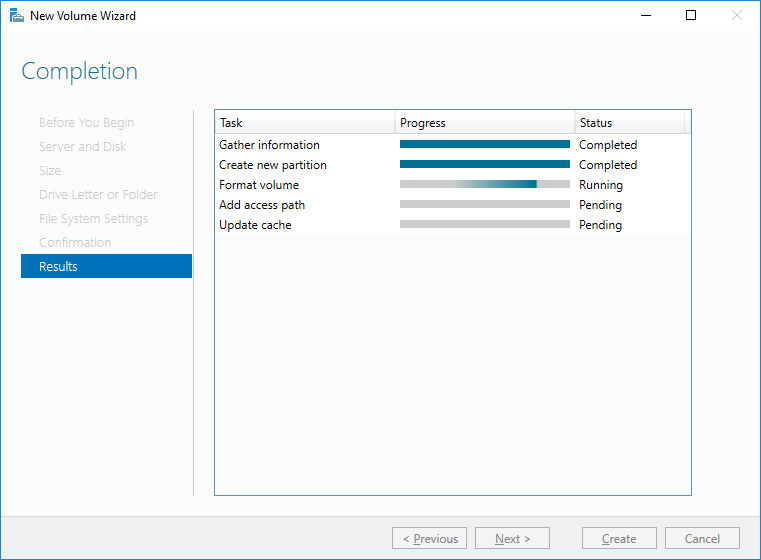 New Volume Wizard
Completion
Before You Begin
Server and Disk
Size
Drive Letter or Folder
File System Settings
Confirmation
Results
Task Progress Status
Gather information Completed
Create new partition Completed
Format volume Running
Add access path Pending
Update cache Pending
< Previous Next > Create Cancel